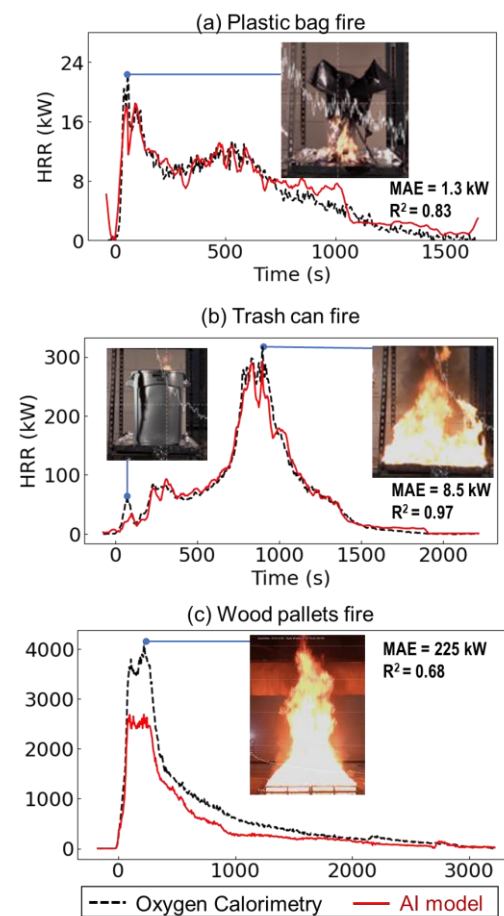 (a) Plastic bag fire
24
16
8
0
HRR (kW)
MAE = 1.3 kW
R² = 0.83
0 500 1000 1500
Time (s)
(b) Trash can fire
300
200
100
0
HRR (kW)
MAE = 8.5 kW
R² = 0.97
0 500 1000 1500 2000
Time (s)
(c) Wood pallets fire
4000
3000
2000
1000
0
MAE = 225 kW
R² = 0.68
0 1000 2000 3000
Oxygen Calorimetry AI model